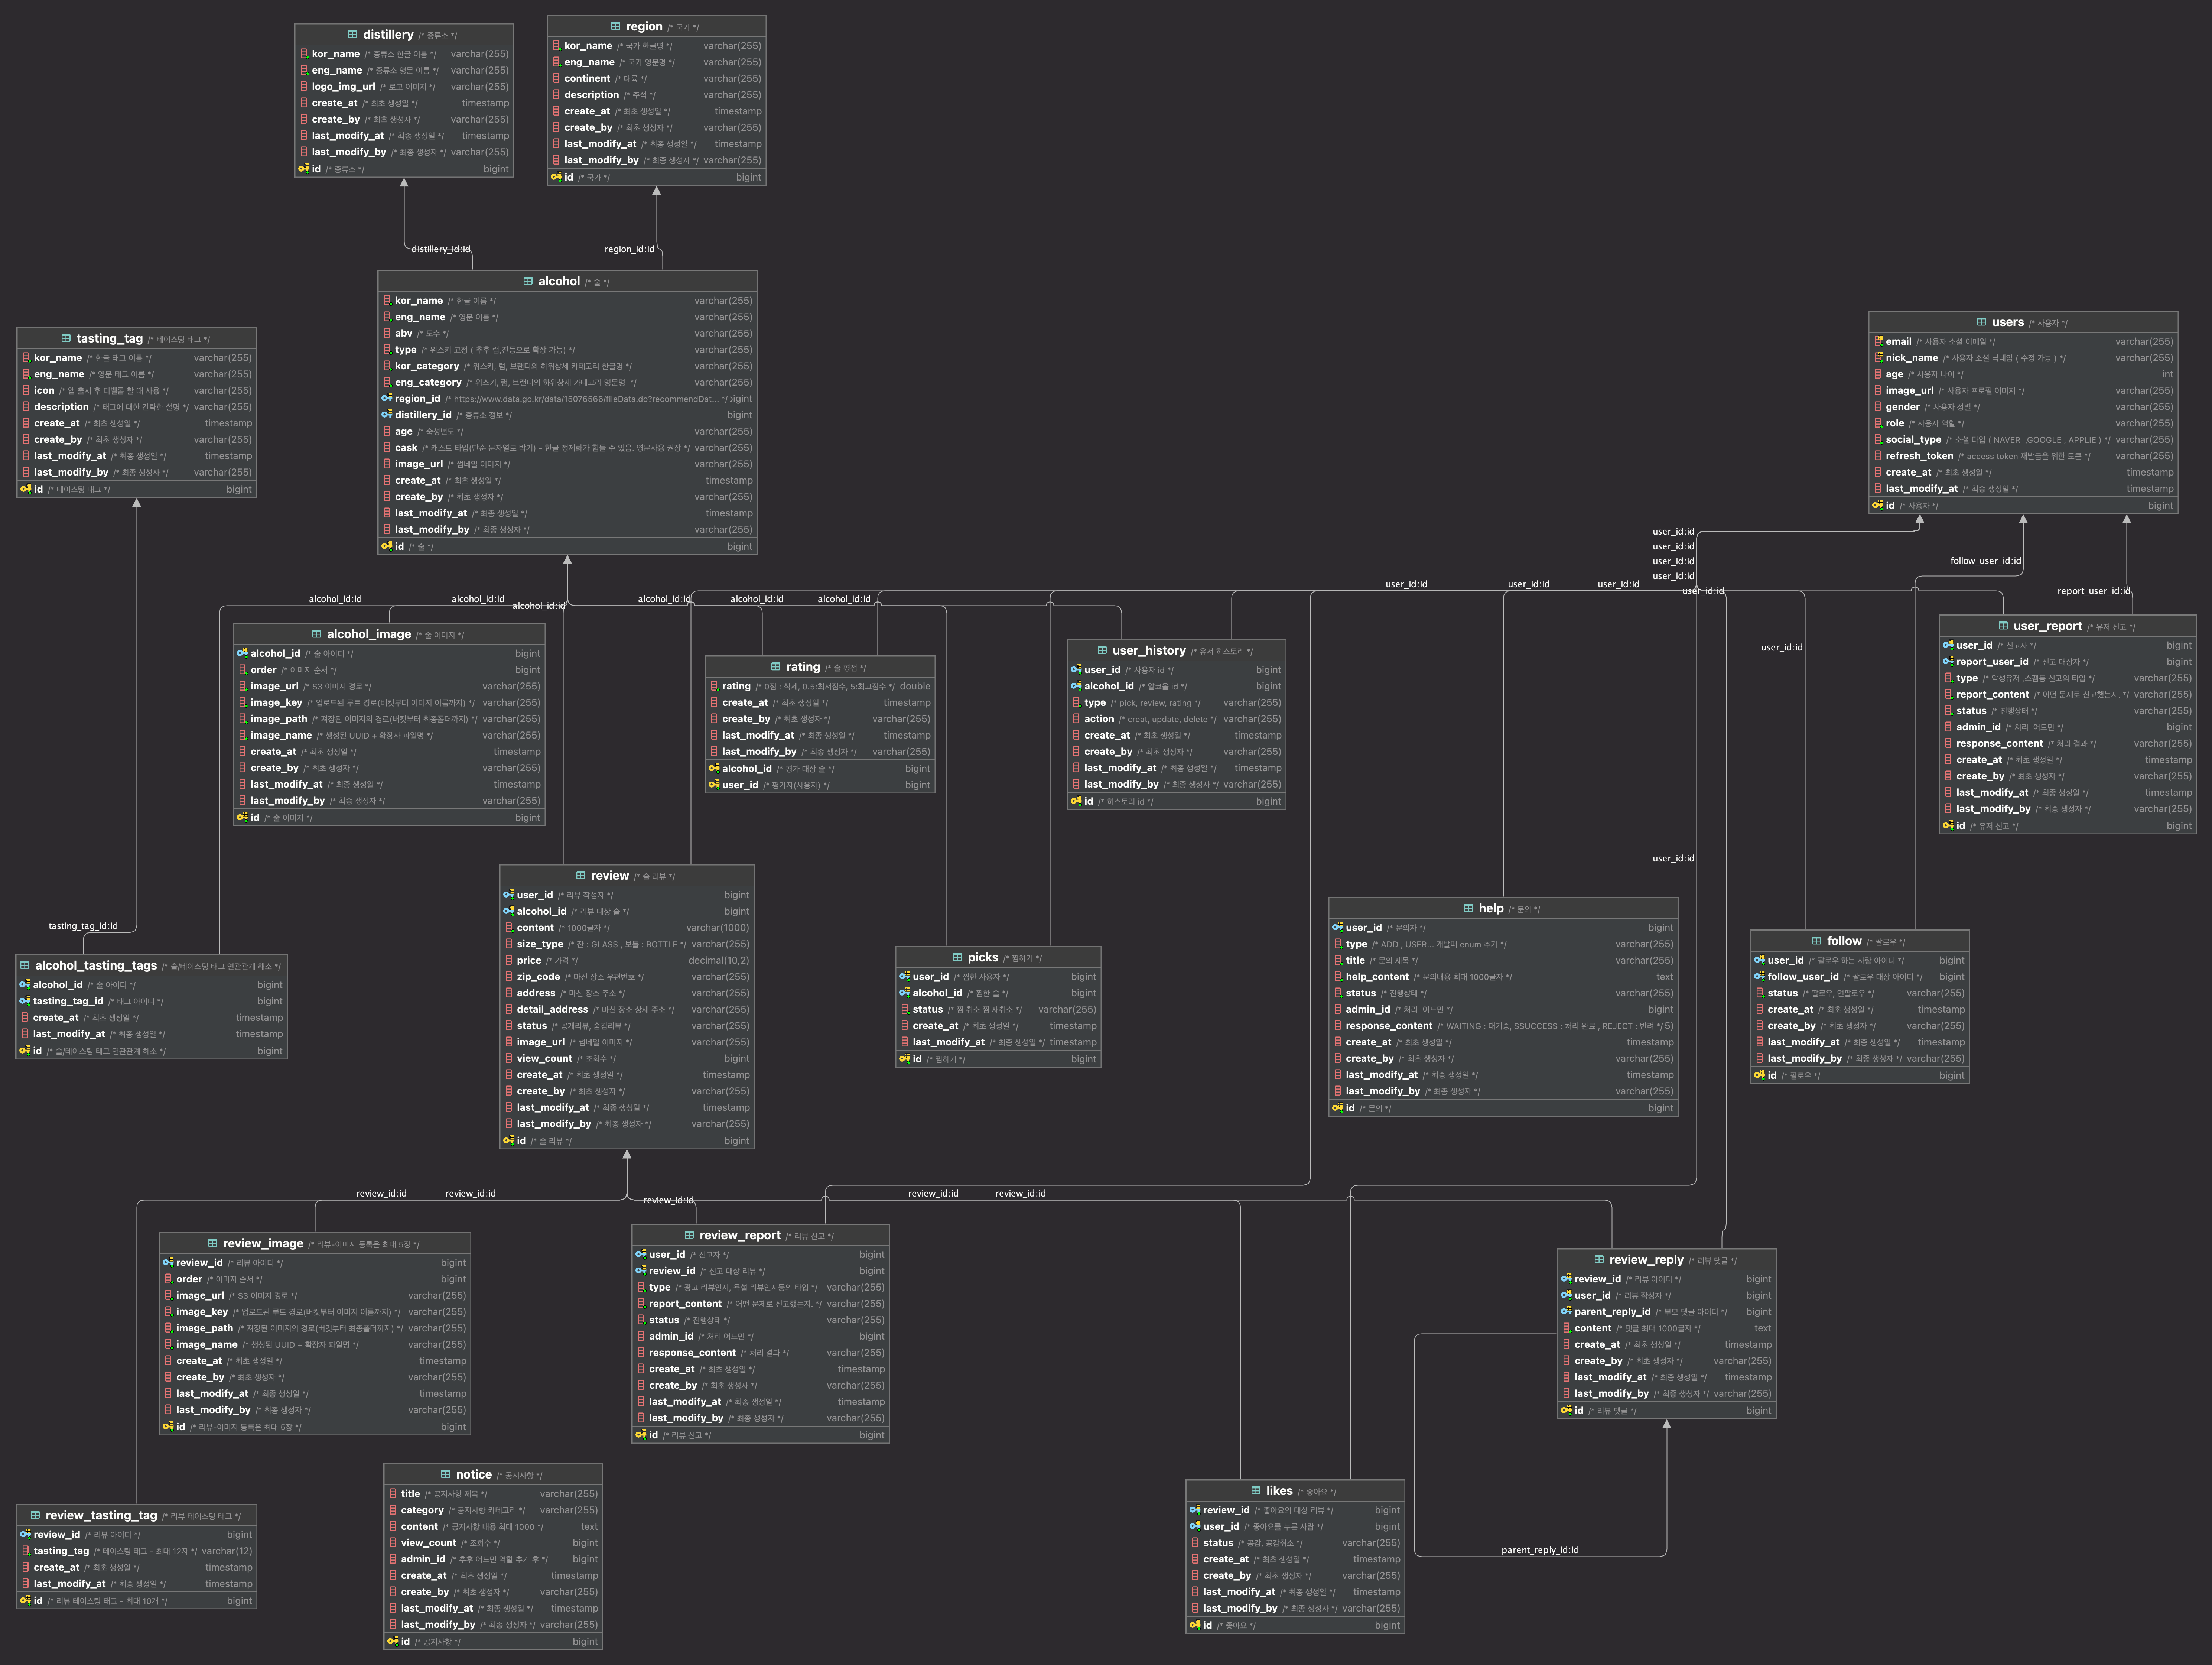 distillery /* 증류소 */
kor_name /* 증류소 한글 이름 */ varchar(255)
eng_name /* 증류소 영문 이름 */ varchar(255)
logo_img_url /* 로고 이미지 */ varchar(255)
create_at /* 최초 생성일 */ timestamp
create_by /* 최초 생성자 */ varchar(255)
last_modify_at /* 최종 생성일 */ timestamp
last_modify_by /* 최종 생성자 */ varchar(255)
id /* 증류소 */ bigint
region /* 국가 */
kor_name /* 국가 한글명 */ varchar(255)
eng_name /* 국가 영문명 */ varchar(255)
continent /* 대륙 */ varchar(255)
description /* 주석 */ varchar(255)
create_at /* 최초 생성일 */ timestamp
create_by /* 최초 생성자 */ varchar(255)
last_modify_at /* 최종 생성일 */ timestamp
last_modify_by /* 최종 생성자 */ varchar(255)
id /* 국가 */ bigint
distillery_id:id
region_id:id
alcohol /* 술 */
kor_name /* 한글 이름 */ varchar(255)
eng_name /* 영문 이름 */ varchar(255)
abv /* 도수 */ varchar(255)
type /* 위스키 고정 ( 추후 럼,진등으로 확장 가능) */ varchar(255)
kor_category /* 위스키, 럼, 브랜디의 하위상세 카테고리 한글명 */ varchar(255)
eng_category /* 위스키, 럼, 브랜디의 하위상세 카테고리 영문명 */ varchar(255)
region_id /* https://www.data.go.kr/data/15076566/fileData.do?recommendDat... */ bigint
distillery_id /* 증류소 정보 */ bigint
age /* 숙성년도 */ varchar(255)
cask /* 캐스트 타입(단순 문자열로 박기) - 한글 정제화가 힘들 수 있음. 영문사용 권장 */ varchar(255)
image_url /* 썸네일 이미지 */ varchar(255)
create_at /* 최초 생성일 */ timestamp
create_by /* 최초 생성자 */ varchar(255)
last_modify_at /* 최종 생성일 */ timestamp
last_modify_by /* 최종 생성자 */ varchar(255)
id /* 술 */ bigint
tasting_tag /* 테이스팅 태그 */
kor_name /* 한글 태그 이름 */ varchar(255)
eng_name /* 영문 태그 이름 */ varchar(255)
icon /* 앱 출시 후 디벨롭 할 때 사용 */ varchar(255)
description /* 태그에 대한 간략한 설명 */ varchar(255)
create_at /* 최초 생성일 */ timestamp
create_by /* 최초 생성자 */ varchar(255)
last_modify_at /* 최종 생성일 */ timestamp
last_modify_by /* 최종 생성자 */ varchar(255)
id /* 테이스팅 태그 */ bigint
users /* 사용자 */
email /* 사용자 소셜 이메일 */ varchar(255)
nick_name /* 사용자 소셜 닉네임 ( 수정 가능 ) */ varchar(255)
age /* 사용자 나이 */ int
image_url /* 사용자 프로필 이미지 */ varchar(255)
gender /* 사용자 성별 */ varchar(255)
role /* 사용자 역할 */ varchar(255)
social_type /* 소셜 타입 ( NAVER ,GOOGLE , APPLIE ) */ varchar(255)
refresh_token /* access token 재발급을 위한 토큰 */ varchar(255)
create_at /* 최초 생성일 */ timestamp
last_modify_at /* 최종 생성일 */ timestamp
id /* 사용자 */ bigint
user_id:id
user_id:id
user_id:id
user_id:id
follow_user_id:id
user_id:id
user_id:id
user_id:id
user_id:id
report_user_id:id
alcohol_id:id
alcohol_id:id
alcohol_id:id
alcohol_id:id
alcohol_id:id
alcohol_id:id
user_id:id
alcohol_image /* 술 이미지 */
alcohol_id /* 술 아이디 */ bigint
order /* 이미지 순서 */ bigint
image_url /* S3 이미지 경로 */ varchar(255)
image_key /* 업로드된 루트 경로(버킷부터 이미지 이름까지) */ varchar(255)
image_path /* 저장된 이미지의 경로(버킷부터 최종폴더까지) */ varchar(255)
image_name /* 생성된 UUID + 확장자 파일명 */ varchar(255)
create_at /* 최초 생성일 */ timestamp
create_by /* 최초 생성자 */ varchar(255)
last_modify_at /* 최종 생성일 */ timestamp
last_modify_by /* 최종 생성자 */ varchar(255)
id /* 술 이미지 */ bigint
rating /* 술 평점 */
rating /* 0점 : 삭제, 0.5:최저점수, 5:최고점수 */ double
create_at /* 최초 생성일 */ timestamp
create_by /* 최초 생성자 */ varchar(255)
last_modify_at /* 최종 생성일 */ timestamp
last_modify_by /* 최종 생성자 */ varchar(255)
alcohol_id /* 평가 대상 술 */ bigint
user_id /* 평가자(사용자) */ bigint
user_history /* 유저 히스토리 */
user_id /* 사용자 id */ bigint
alcohol_id /* 알코올 id */ bigint
type /* pick, review, rating */ varchar(255)
action /* creat, update, delete */ varchar(255)
create_at /* 최초 생성일 */ timestamp
create_by /* 최초 생성자 */ varchar(255)
last_modify_at /* 최종 생성일 */ timestamp
last_modify_by /* 최종 생성자 */ varchar(255)
id /* 히스토리 id */ bigint
user_report /* 유저 신고 */
user_id /* 신고자 */ bigint
report_user_id /* 신고 대상자 */ bigint
type /* 악성유저 ,스팸등 신고의 타입 */ varchar(255)
report_content /* 어떤 문제로 신고했는지. */ varchar(255)
status /* 진행상태 */ varchar(255)
admin_id /* 처리 어드민 */ bigint
response_content /* 처리 결과 */ varchar(255)
create_at /* 최초 생성일 */ timestamp
create_by /* 최초 생성자 */ varchar(255)
last_modify_at /* 최종 생성일 */ timestamp
last_modify_by /* 최종 생성자 */ varchar(255)
id /* 유저 신고 */ bigint
user_id:id
review /* 술 리뷰 */
user_id /* 리뷰 작성자 */ bigint
alcohol_id /* 리뷰 대상 술 */ bigint
content /* 1000글자 */ varchar(1000)
size_type /* 잔 : GLASS , 보틀 : BOTTLE */ varchar(255)
price /* 가격 */ decimal(10,2)
zip_code /* 마신 장소 우편번호 */ varchar(255)
address /* 마신 장소 주소 */ varchar(255)
detail_address /* 마신 장소 상세 주소 */ varchar(255)
status /* 공개리뷰, 숨김리뷰 */ varchar(255)
image_url /* 썸네일 이미지 */ varchar(255)
view_count /* 조회수 */ bigint
create_at /* 최초 생성일 */ timestamp
create_by /* 최초 생성자 */ varchar(255)
last_modify_at /* 최종 생성일 */ timestamp
last_modify_by /* 최종 생성자 */ varchar(255)
id /* 술 리뷰 */ bigint
tasting_tag_id:id
alcohol_tasting_tags /* 술/테이스팅 태그 연관관계 해소 */
alcohol_id /* 술 아이디 */ bigint
tasting_tag_id /* 태그 아이디 */ bigint
create_at /* 최초 생성일 */ timestamp
last_modify_at /* 최종 생성일 */ timestamp
id /* 술/테이스팅 태그 연관관계 해소 */ bigint
picks /* 찜하기 */
user_id /* 찜한 사용자 */ bigint
alcohol_id /* 찜한 술 */ bigint
status /* 찜 취소 찜 재취소 */ varchar(255)
create_at /* 최초 생성일 */ timestamp
last_modify_at /* 최종 생성일 */ timestamp
id /* 찜하기 */ bigint
help /* 문의 */
user_id /* 문의자 */ bigint
type /* ADD , USER... 개발때 enum 추가 */ varchar(255)
title /* 문의 제목 */ varchar(255)
help_content /* 문의내용 최대 1000글자 */ text
status /* 진행상태 */ varchar(255)
admin_id /* 처리 어드민 */ bigint
response_content /* WAITING : 대기중, SSUCCESS : 처리 완료 , REJECT : 반려 */ 5)
create_at /* 최초 생성일 */ timestamp
create_by /* 최초 생성자 */ varchar(255)
last_modify_at /* 최종 생성일 */ timestamp
last_modify_by /* 최종 생성자 */ varchar(255)
id /* 문의 */ bigint
follow /* 팔로우 */
user_id /* 팔로우 하는 사람 아이디 */ bigint
follow_user_id /* 팔로우 대상 아이디 */ bigint
status /* 팔로우, 언팔로우 */ varchar(255)
create_at /* 최초 생성일 */ timestamp
create_by /* 최초 생성자 */ varchar(255)
last_modify_at /* 최종 생성일 */ timestamp
last_modify_by /* 최종 생성자 */ varchar(255)
id /* 팔로우 */ bigint
review_id:id
review_id:id
review_id:id
review_id:id
review_id:id
review_image /* 리뷰-이미지 등록은 최대 5장 */
review_id /* 리뷰 아이디 */ bigint
order /* 이미지 순서 */ bigint
image_url /* S3 이미지 경로 */ varchar(255)
image_key /* 업로드된 루트 경로(버킷부터 이미지 이름까지) */ varchar(255)
image_path /* 저장된 이미지의 경로(버킷부터 최종폴더까지) */ varchar(255)
image_name /* 생성된 UUID + 확장자 파일명 */ varchar(255)
create_at /* 최초 생성일 */ timestamp
create_by /* 최초 생성자 */ varchar(255)
last_modify_at /* 최종 생성일 */ timestamp
last_modify_by /* 최종 생성자 */ varchar(255)
id /* 리뷰-이미지 등록은 최대 5장 */ bigint
review_report /* 리뷰 신고 */
user_id /* 신고자 */ bigint
review_id /* 신고 대상 리뷰 */ bigint
type /* 광고 리뷰인지, 욕설 리뷰인지등의 타입 */ varchar(255)
report_content /* 어떤 문제로 신고했는지. */ varchar(255)
status /* 진행상태 */ varchar(255)
admin_id /* 처리 어드민 */ bigint
response_content /* 처리 결과 */ varchar(255)
create_at /* 최초 생성일 */ timestamp
create_by /* 최초 생성자 */ varchar(255)
last_modify_at /* 최종 생성일 */ timestamp
last_modify_by /* 최종 생성자 */ varchar(255)
id /* 리뷰 신고 */ bigint
review_reply /* 리뷰 댓글 */
review_id /* 리뷰 아이디 */ bigint
user_id /* 리뷰 작성자 */ bigint
parent_reply_id /* 부모 댓글 아이디 */ bigint
content /* 댓글 최대 1000글자 */ text
create_at /* 최초 생성일 */ timestamp
create_by /* 최초 생성자 */ varchar(255)
last_modify_at /* 최종 생성일 */ timestamp
last_modify_by /* 최종 생성자 */ varchar(255)
id /* 리뷰 댓글 */ bigint
review_tasting_tag /* 리뷰 테이스팅 태그 */
review_id /* 리뷰 아이디 */ bigint
tasting_tag /* 테이스팅 태그 - 최대 12자 */ varchar(12)
create_at /* 최초 생성일 */ timestamp
last_modify_at /* 최종 생성일 */ timestamp
id /* 리뷰 테이스팅 태그 - 최대 10개 */ bigint
notice /* 공지사항 */
title /* 공지사항 제목 */ varchar(255)
category /* 공지사항 카테고리 */ varchar(255)
content /* 공지사항 내용 최대 1000 */ text
view_count /* 조회수 */ bigint
admin_id /* 추후 어드민 역할 추가 후 */ bigint
create_at /* 최초 생성일 */ timestamp
create_by /* 최초 생성자 */ varchar(255)
last_modify_at /* 최종 생성일 */ timestamp
last_modify_by /* 최종 생성자 */ varchar(255)
id /* 공지사항 */ bigint
likes /* 좋아요 */
review_id /* 좋아요의 대상 리뷰 */ bigint
user_id /* 좋아요를 누른 사람 */ bigint
status /* 공감, 공감취소 */ varchar(255)
create_at /* 최초 생성일 */ timestamp
create_by /* 최초 생성자 */ varchar(255)
last_modify_at /* 최종 생성일 */ timestamp
last_modify_by /* 최종 생성자 */ varchar(255)
id /* 좋아요 */ bigint
parent_reply_id:id